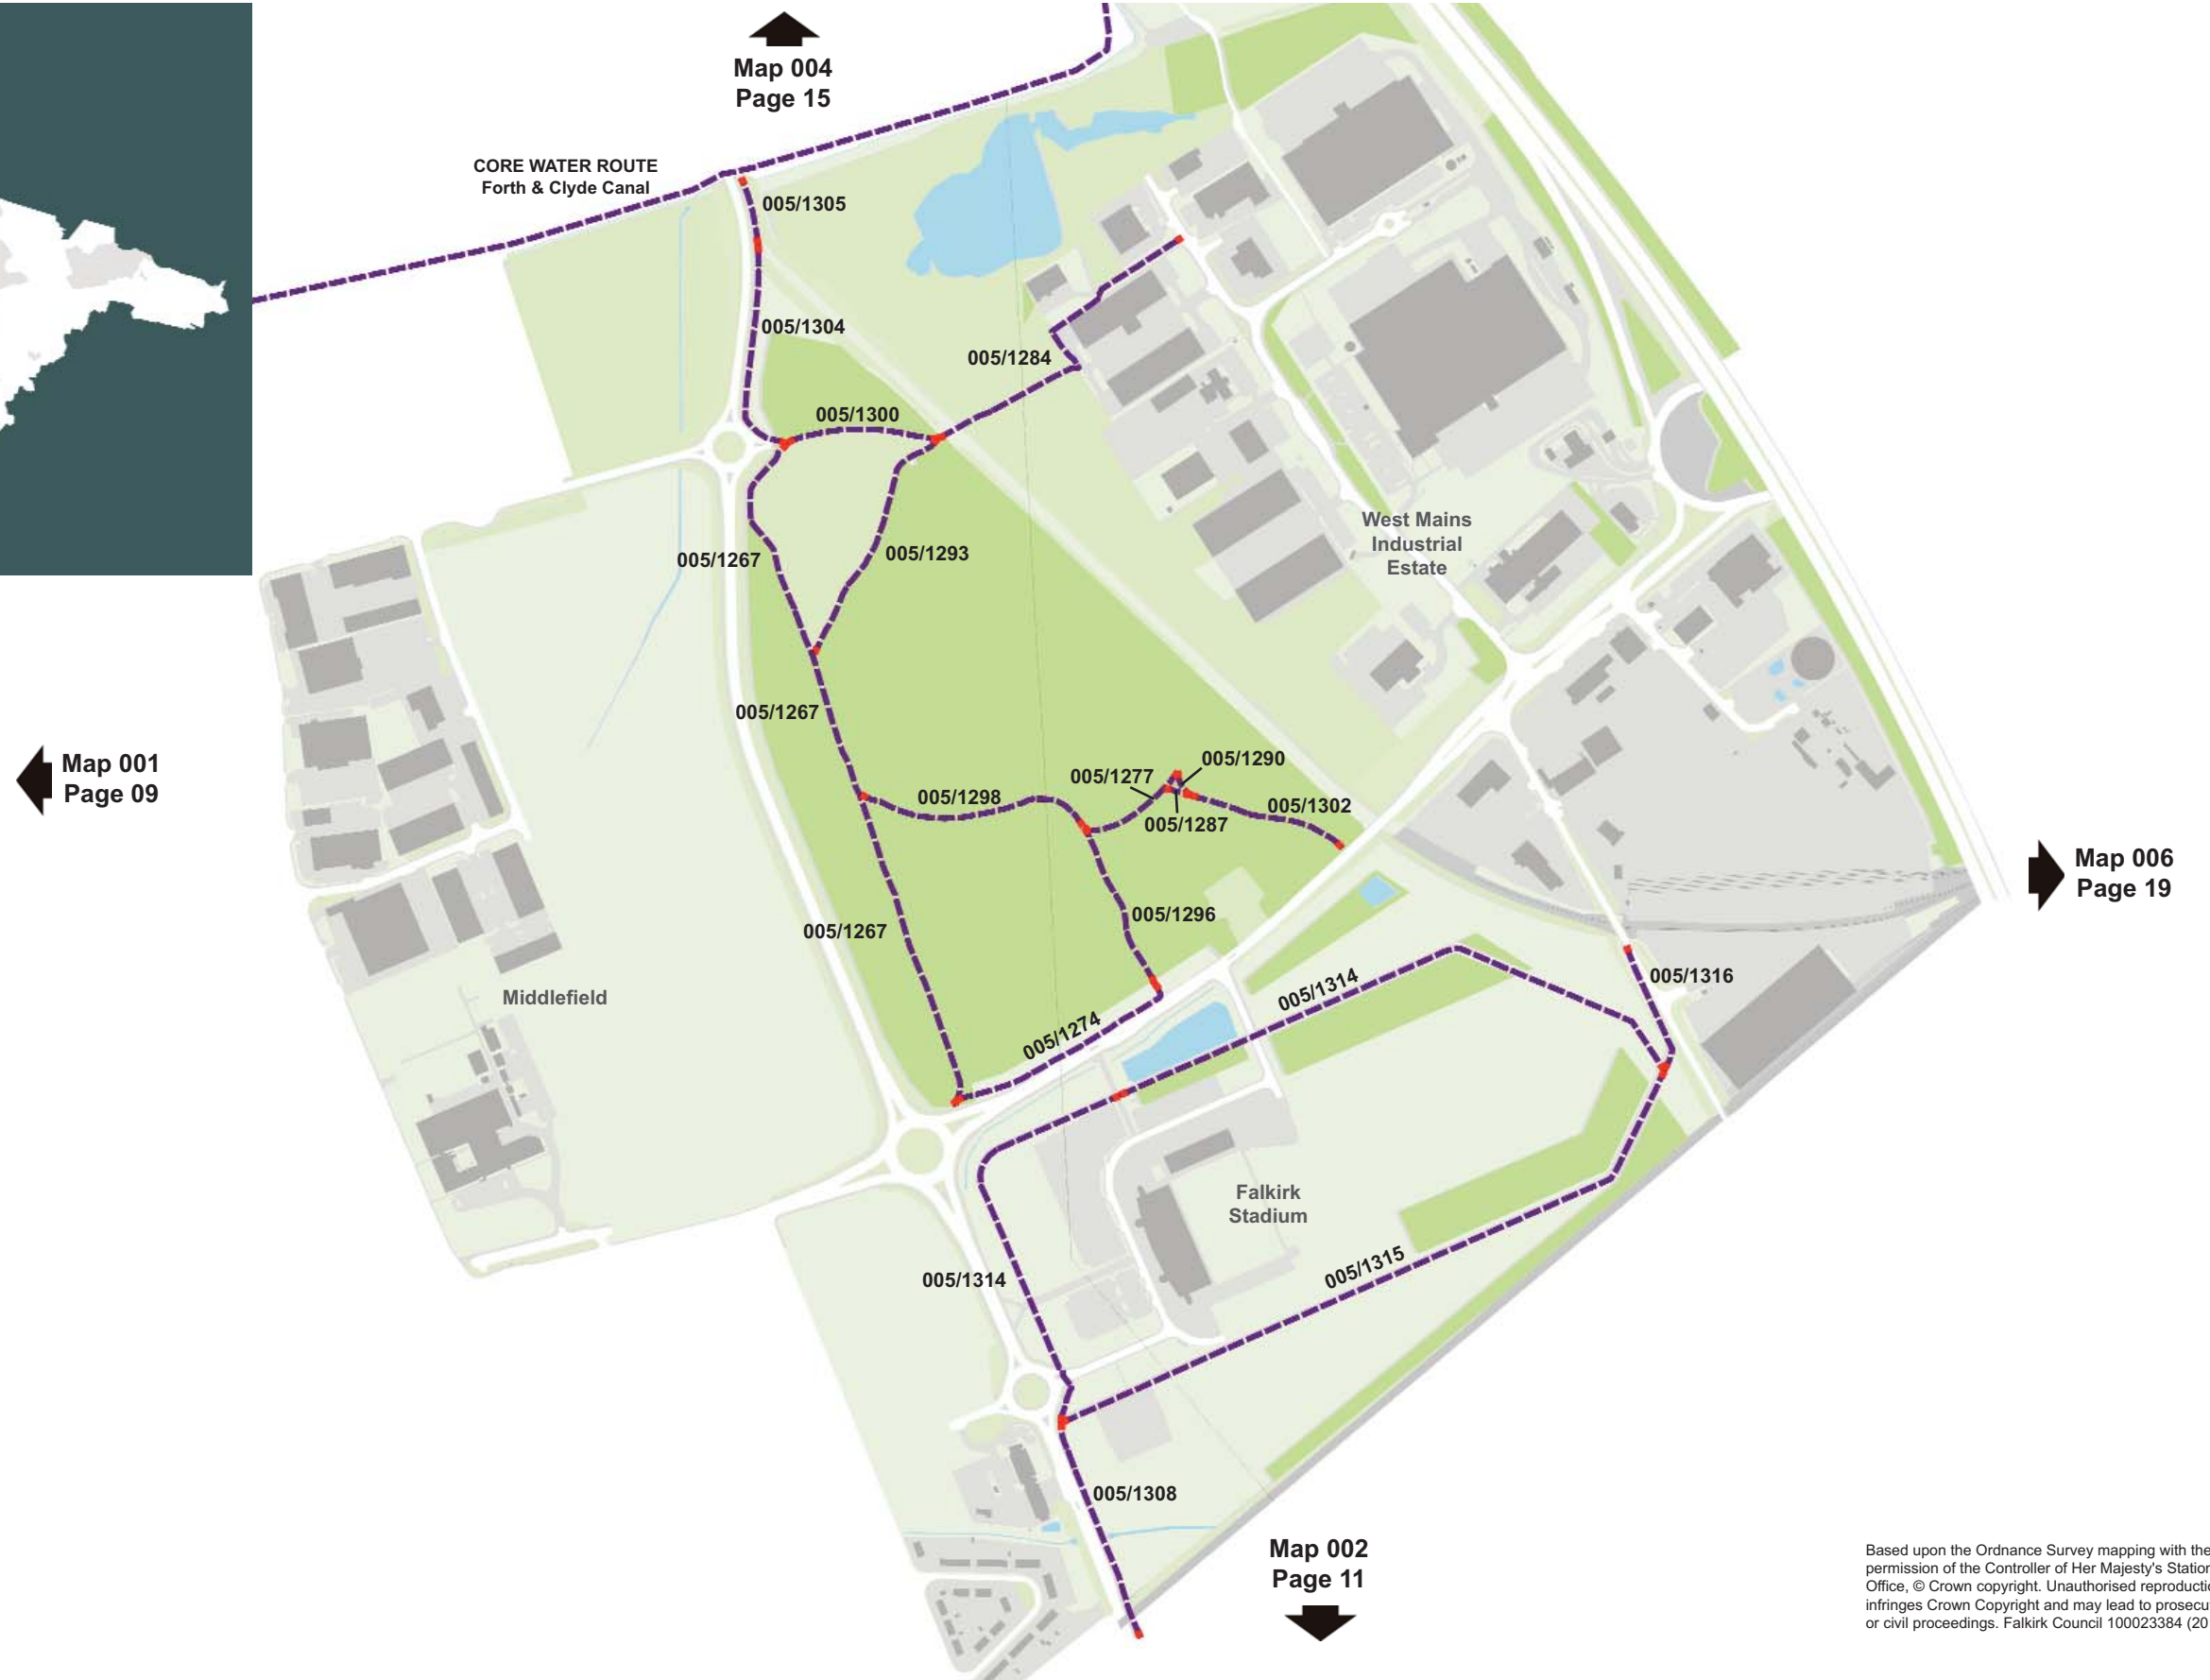 Map 004
Page 15
CORE WATER ROUTE
Forth & Clyde Canal
005/1305
005/1304
005/1284
005/1300
005/1293
005/1267
West Mains
Industrial
Estate
005/1267
Map 001
Page 09
005/1290
005/1277
005/1298
005/1302
005/1287
Map 006
Page 19
005/1296
005/1267
005/1316
005/1314
Middlefield
005/1274
Falkirk
Stadium
005/1315
005/1314
005/1308
Map 002
Page 11
Based upon the Ordnance Survey mapping with the
permission of the Controller of Her Majesty's Station
Office, © Crown copyright. Unauthorised reproducti
infringes Crown Copyright and may lead to prosecu
or civil proceedings. Falkirk Council 100023384 (20